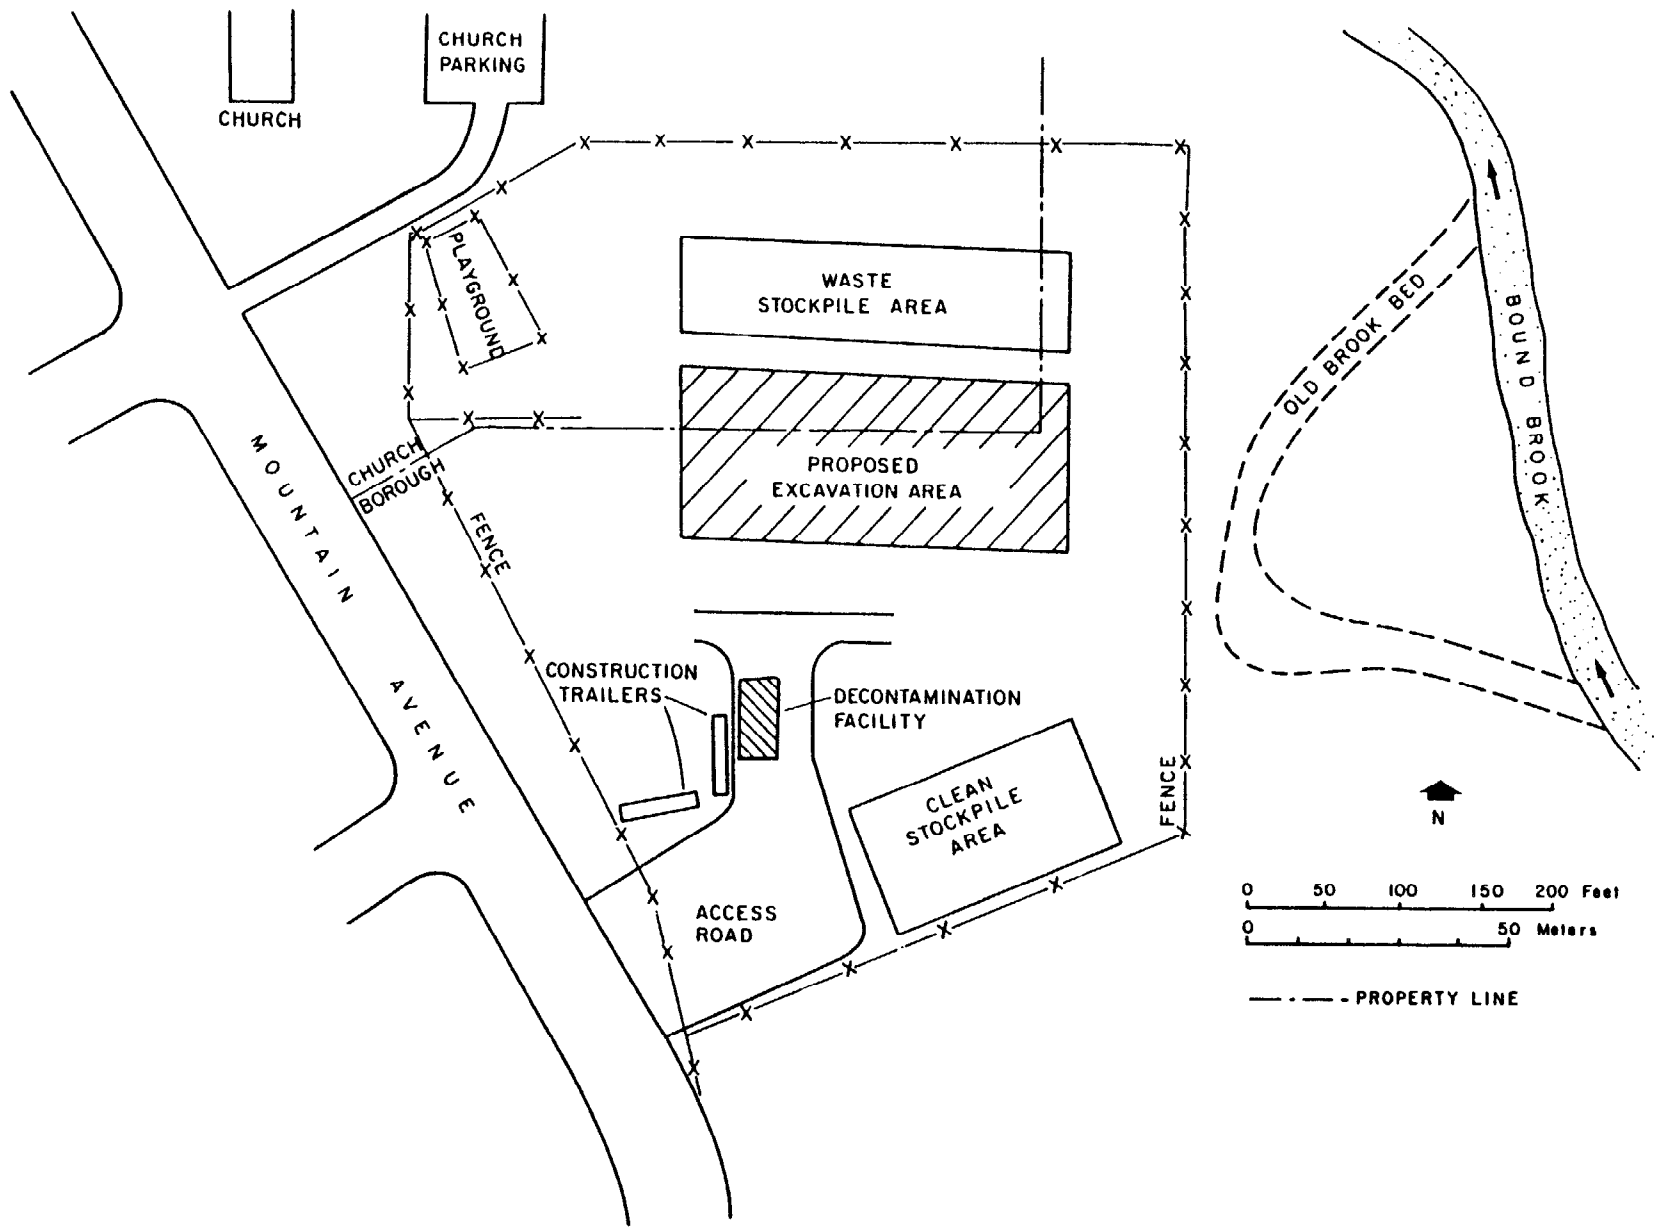 CHURCH
PARKING
CHURCH
PLAYGROUND
WASTE
STOCKPILE AREA
OLD BROOK BED
BOUND BROOK
CHURCH
BOROUGH
PROPOSED
EXCAVATION AREA
MOUNTAIN AVENUE
FENCE
CONSTRUCTION
TRAILERS
DECONTAMINATION
FACILITY
FENCE
CLEAN
STOCKPILE
AREA
N
ACCESS
ROAD
0 50 100 150 200 Feet
0 50 Meters
PROPERTY LINE